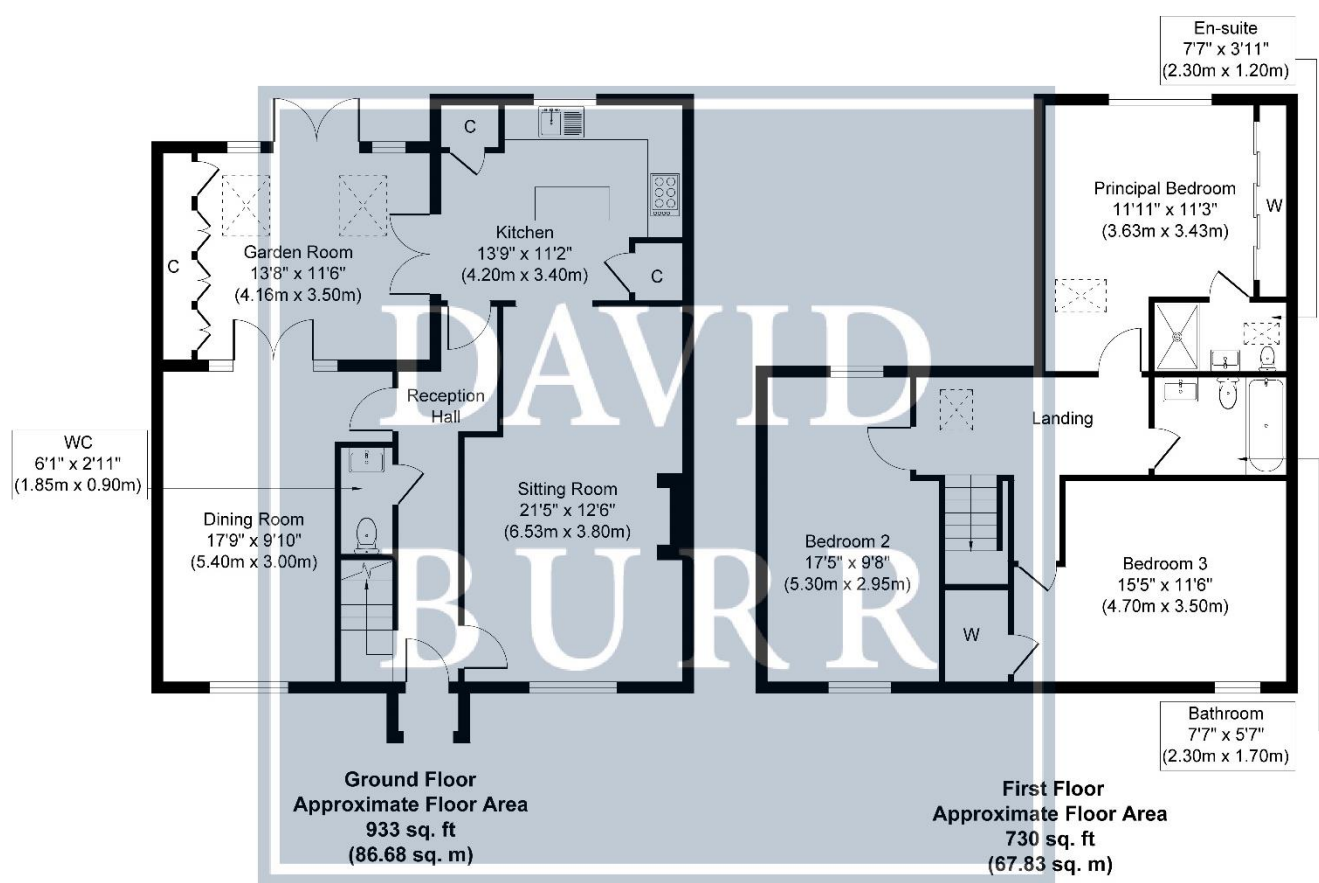 En-suite
7'7" x 3'11"
(2.30m x 1.20m)
C
Principal Bedroom
11'11" x 11'3"
(3.63m x 3.43m)
W
Kitchen
13'9" x 11'2"
(4.20m x 3.40m)
Garden Room
13'8" x 11'6"
(4.16m x 3.50m)
C
C
DAVID
BURR
Reception
Hall
Landing
WC
6'1" x 2'11"
(1.85m x 0.90m)
Sitting Room
21'5" x 12'6"
(6.53m x 3.80m)
Dining Room
17'9" x 9'10"
(5.40m x 3.00m)
Bedroom 2
17'5" x 9'8"
(5.30m x 2.95m)
Bedroom 3
15'5" x 11'6"
(4.70m x 3.50m)
W
Bathroom
7'7" x 5'7"
(2.30m x 1.70m)
Ground Floor
Approximate Floor Area
933 sq. ft
(86.68 sq. m)
First Floor
Approximate Floor Area
730 sq. ft
(67.83 sq. m)